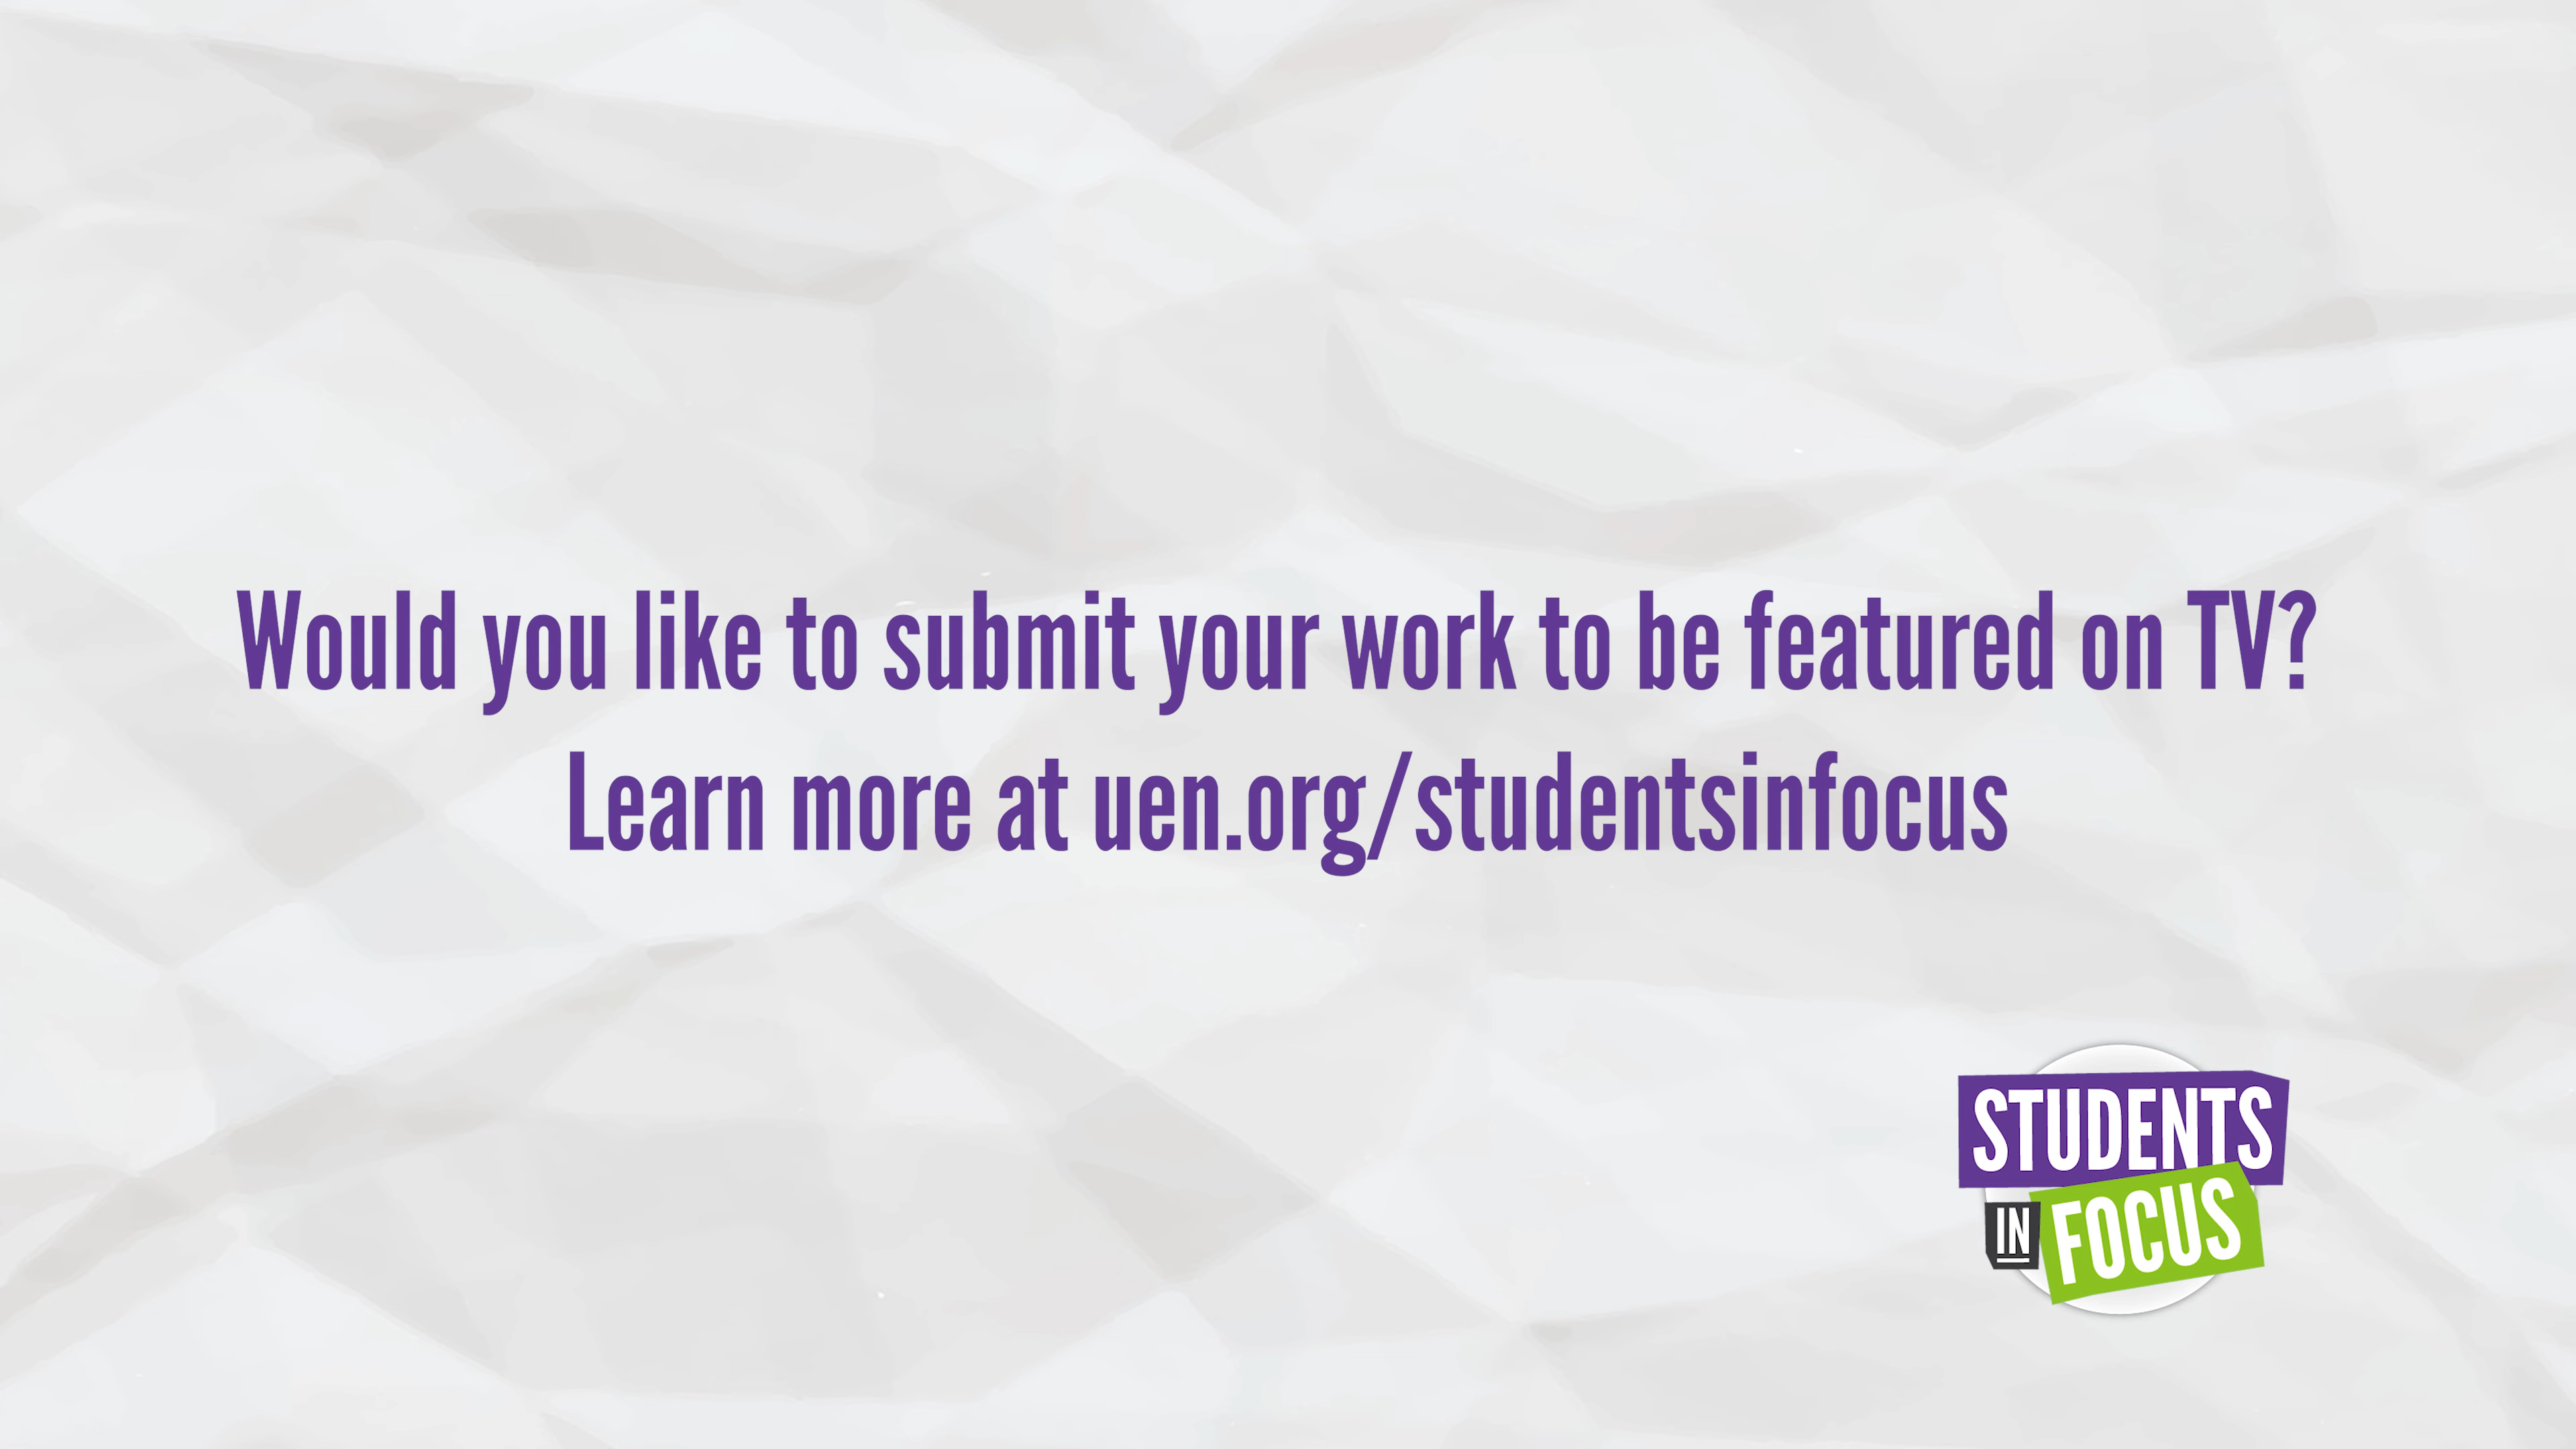 Would you like to submit your work to be featured on TV?
Learn more at uen.org/studentsinfocus
STUDENTS
IN FOCUS